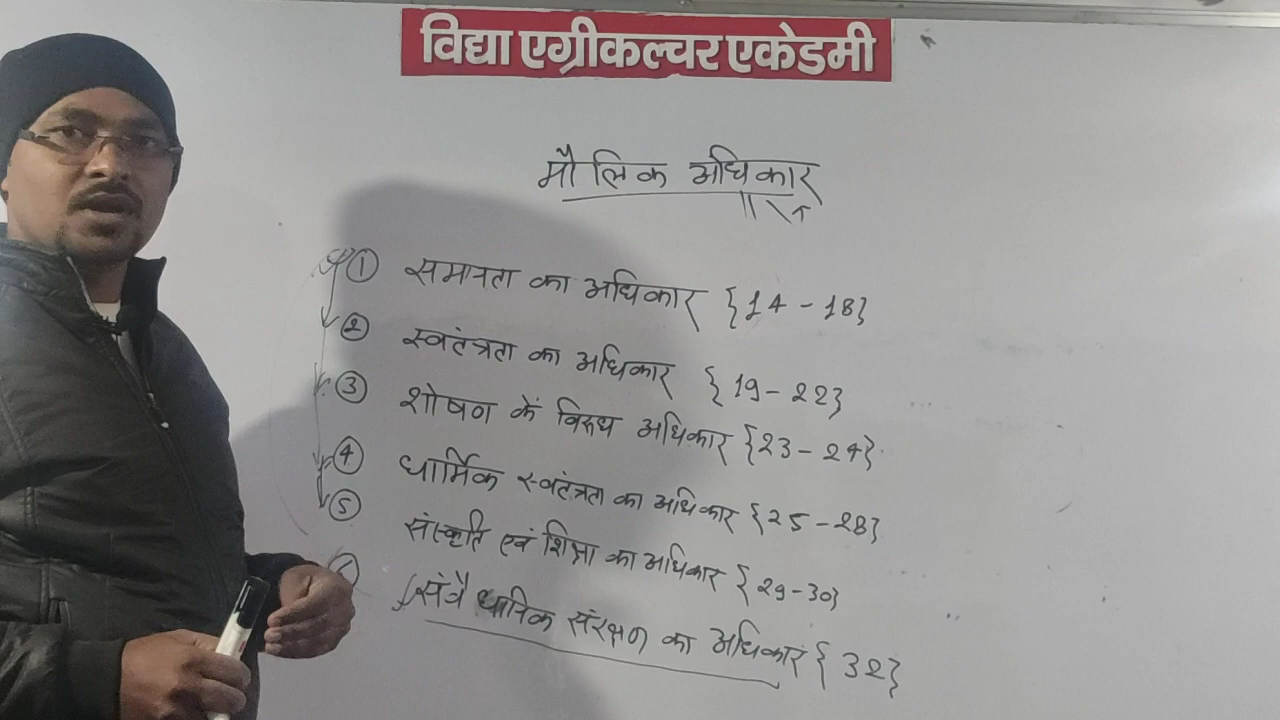 विद्या एग्रीकल्चर एकेडमी
मौलिक अधिकार
① समानता का अधिकार {14-18}
② स्वतंत्रता का अधिकार {19-22}
③ शोषण कें विरुध अधिकार {23-24}
④ धार्मिक स्वतंत्रता का अधिकार {25-28}
⑤ संस्कृति एवं शिक्षा का अधिकार {29-30}
संवैधानिक संरक्षण का अधिकार {32}